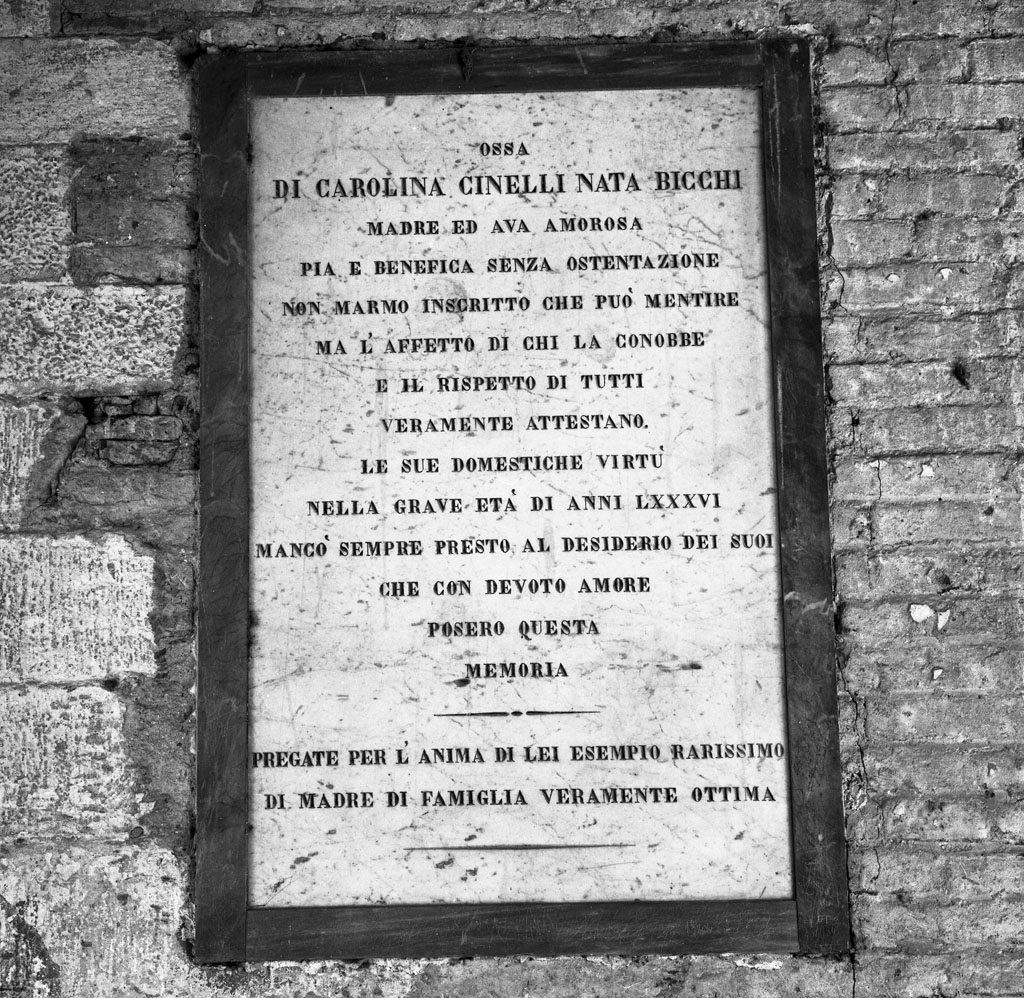 OSSA
DI CAROLINA CINELLI NATA BICCHI
MADRE ED AVA AMOROSA
PIA E BENEFICA SENZA OSTENTAZIONE
NON MARMO INSCRITTO CHE PUÒ MENTIRE
MA L'AFFETTO DI CHI LA CONOBBE
E IL RISPETTO DI TUTTI
VERAMENTE ATTESTANO.
LE SUE DOMESTICHE VIRTÙ
NELLA GRAVE ETÀ DI ANNI LXXXVI
MANCÒ SEMPRE PRESTO AL DESIDERIO DEI SUOI
CHE CON DEVOTO AMORE
POSERO QUESTA
MEMORIA
PREGATE PER L'ANIMA DI LEI ESEMPIO RARISSIMO
DI MADRE DI FAMIGLIA VERAMENTE OTTIMA